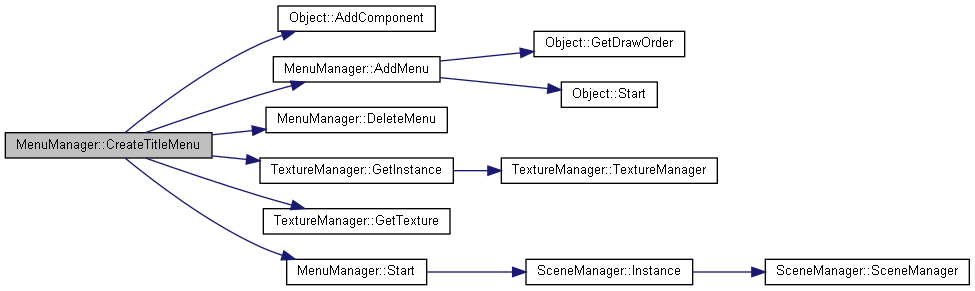 Object::AddComponent
Object::GetDrawOrder
MenuManager::AddMenu
Object::Start
MenuManager::DeleteMenu
MenuManager::CreateTitleMenu
TextureManager::GetInstance
TextureManager::TextureManager
TextureManager::GetTexture
MenuManager::Start
SceneManager::Instance
SceneManager::SceneManager